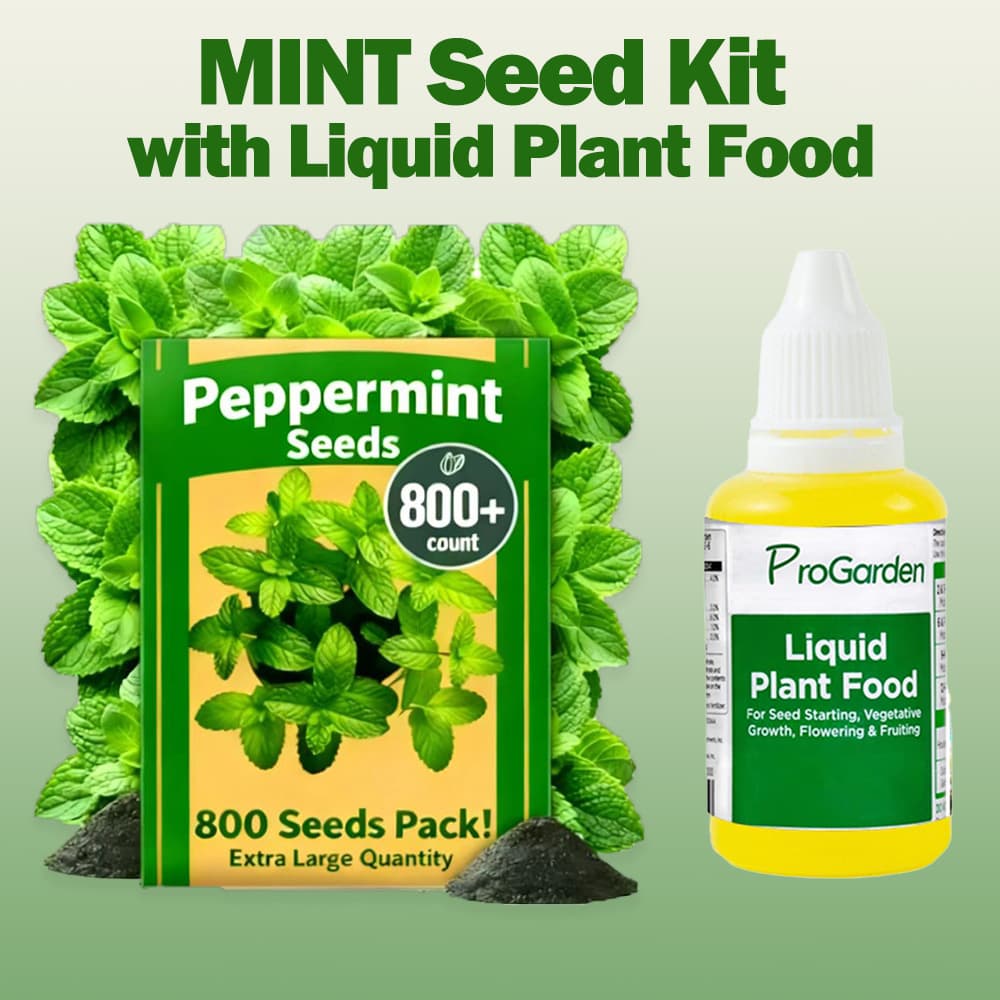 MINT Seed Kit
with Liquid Plant Food
Peppermint
Seeds
800+
count
800 Seeds Pack!
Extra Large Quantity
ProGarden
Liquid
Plant Food
For Seed Starting, Vegetative
Growth, Flowering & Fruiting